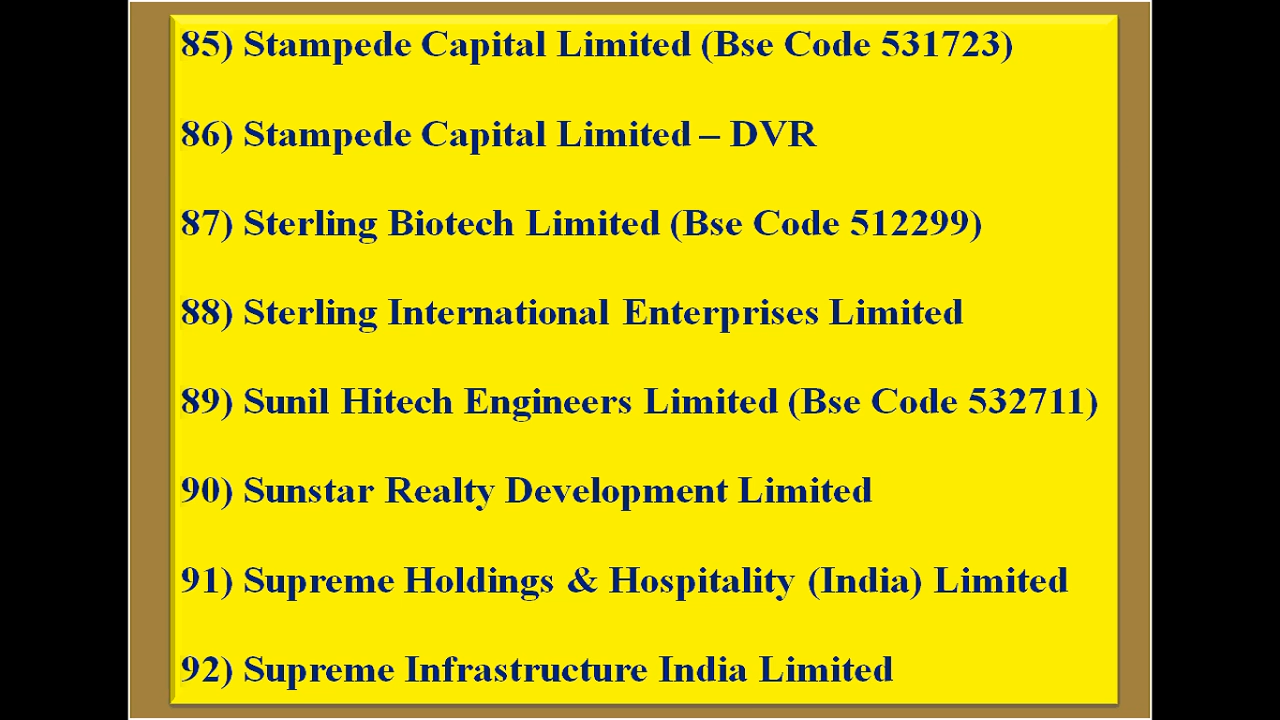 85) Stampede Capital Limited (Bse Code 531723)
86) Stampede Capital Limited – DVR
87) Sterling Biotech Limited (Bse Code 512299)
88) Sterling International Enterprises Limited
89) Sunil Hitech Engineers Limited (Bse Code 532711)
90) Sunstar Realty Development Limited
91) Supreme Holdings & Hospitality (India) Limited
92) Supreme Infrastructure India Limited